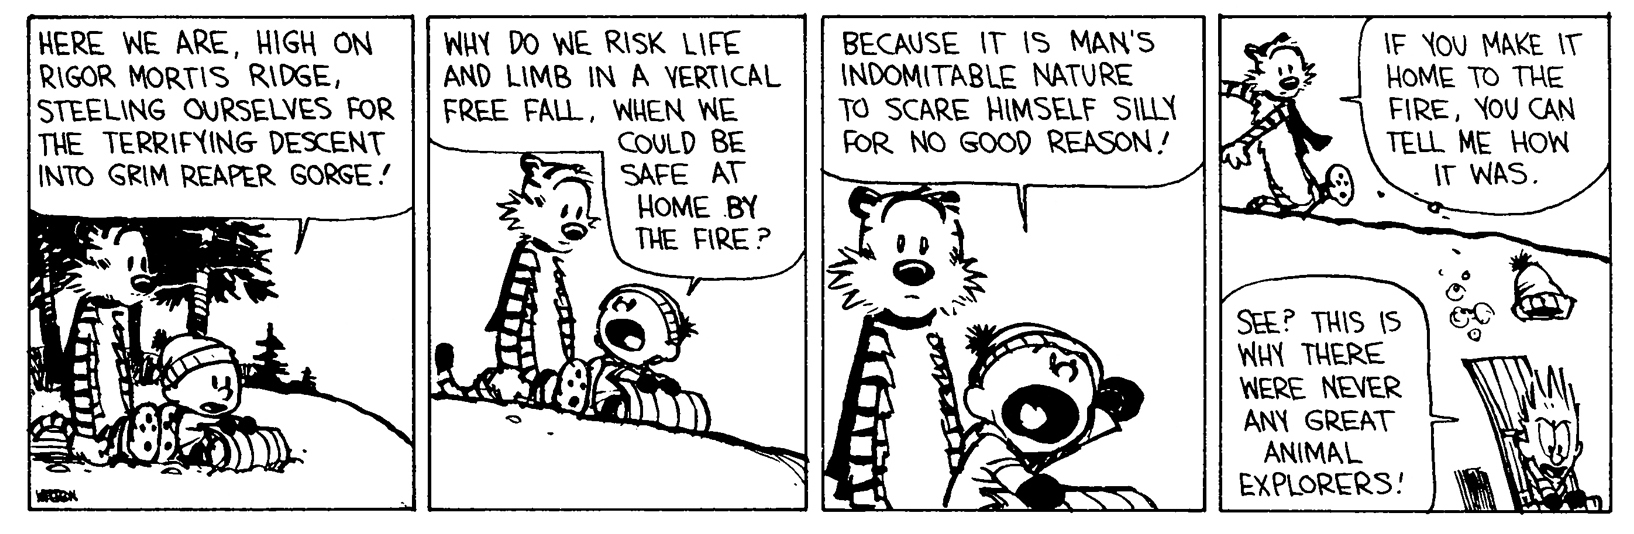 HERE WE ARE, HIGH ON
RIGOR MORTIS RIDGE,
STEELING OURSELVES FOR
THE TERRIFYING DESCENT
INTO GRIM REAPER GORGE!
WHY DO WE RISK LIFE
AND LIMB IN A VERTICAL
FREE FALL, WHEN WE
COULD BE
SAFE AT
HOME BY
THE FIRE?
BECAUSE IT IS MAN'S
INDOMITABLE NATURE
TO SCARE HIMSELF SILLY
FOR NO GOOD REASON!
IF YOU MAKE IT
HOME TO THE
FIRE, YOU CAN
TELL ME HOW
IT WAS.
SEE? THIS IS
WHY THERE
WERE NEVER
ANY GREAT
ANIMAL
EXPLORERS!